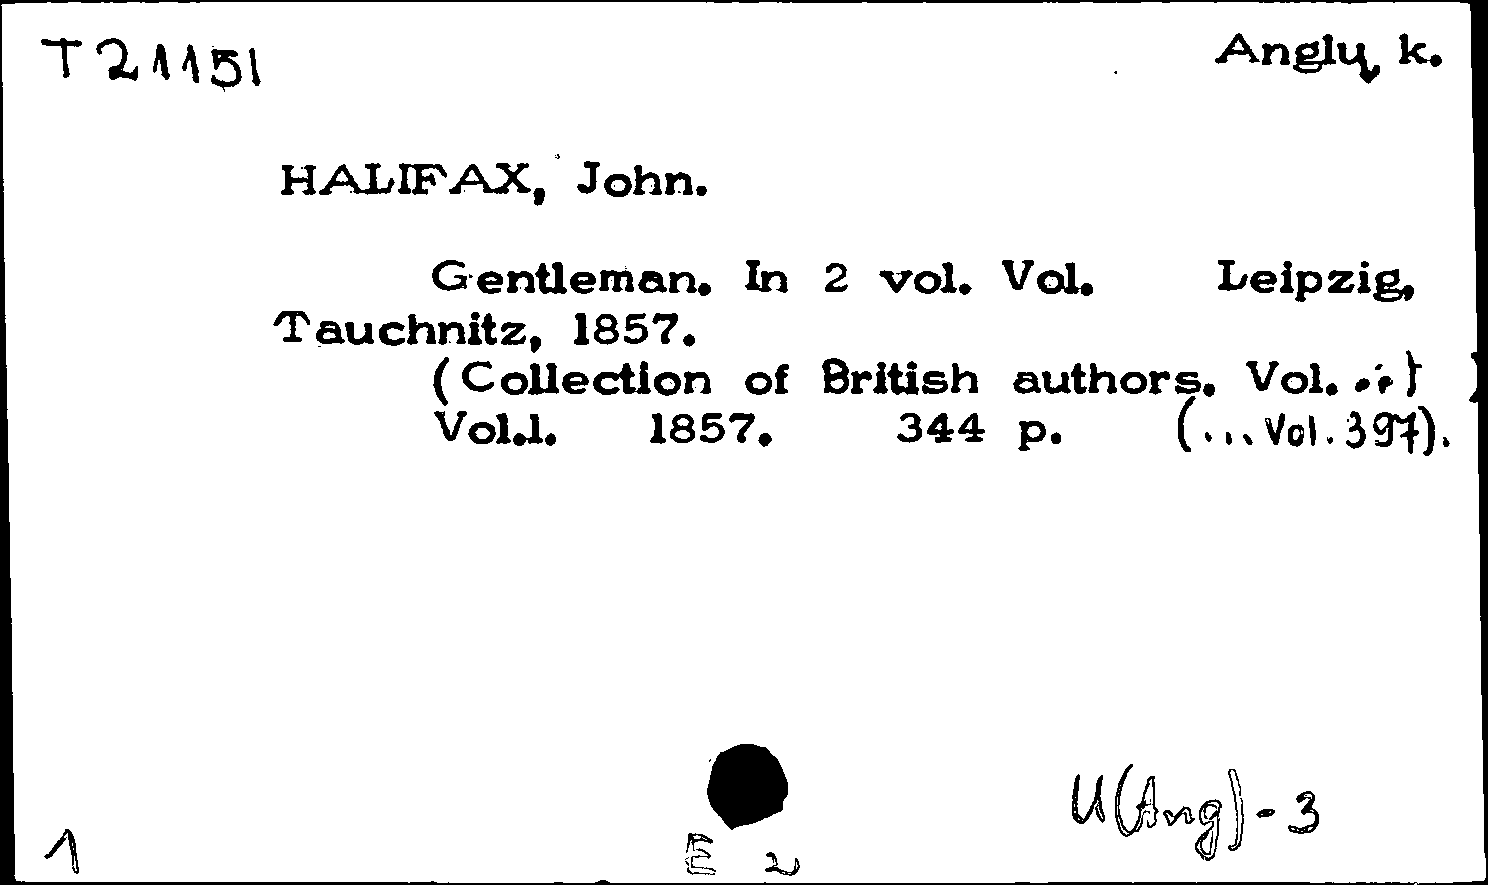 T 21151
Anglų k.
HALIFAX, John.
Gentleman. In 2 vol. Vol. Leipzig,
Tauchnitz, 1857.
(Collection of British authors. Vol. ...)
Vol.1. 1857. 344 p. (... Vol. 397).
U(Ang)-3
1
E 2